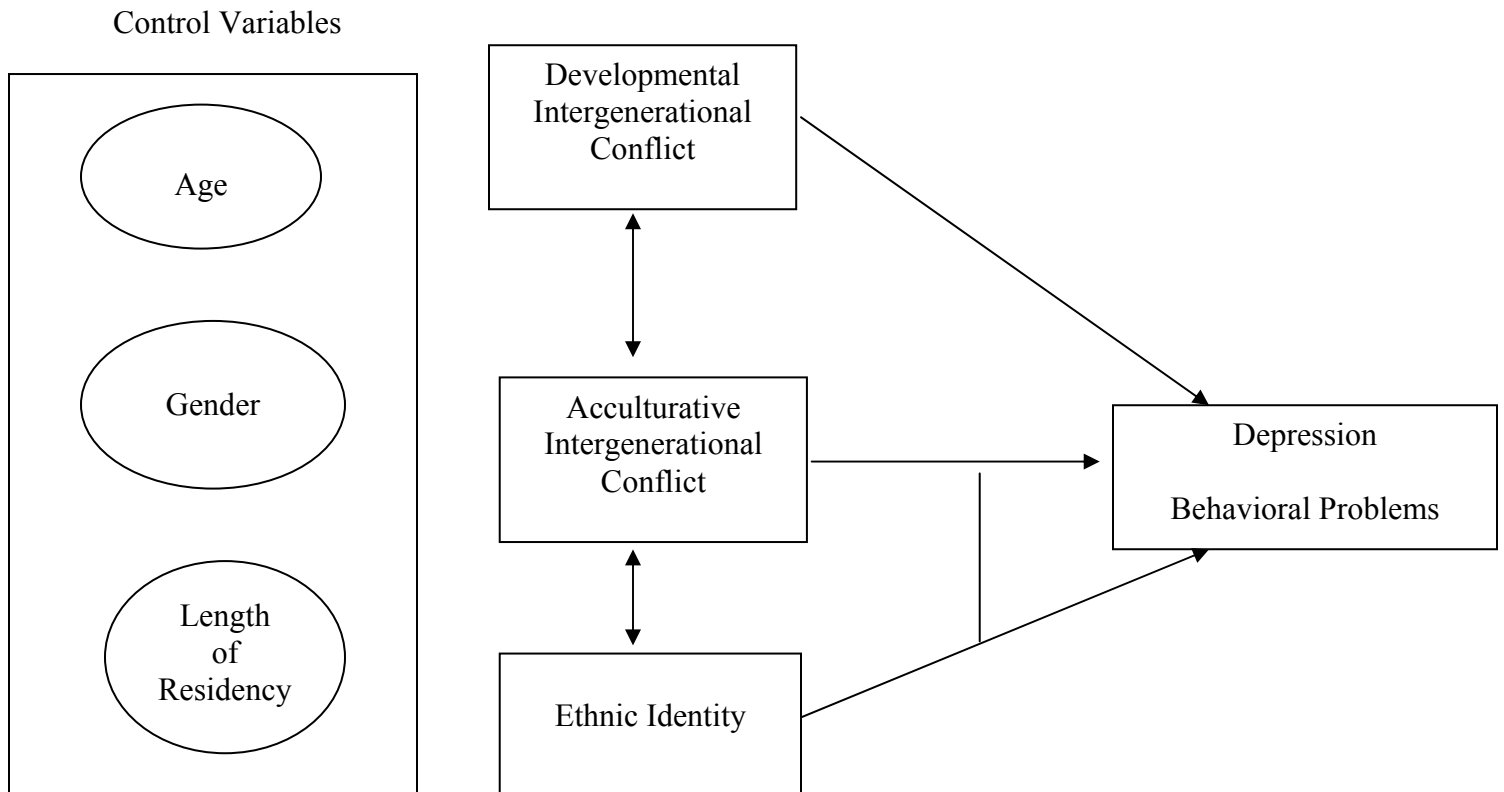 Control Variables
Age
Gender
Length
of
Residency
Developmental
Intergenerational
Conflict
Acculturative
Intergenerational
Conflict
Ethnic Identity
Depression
Behavioral Problems